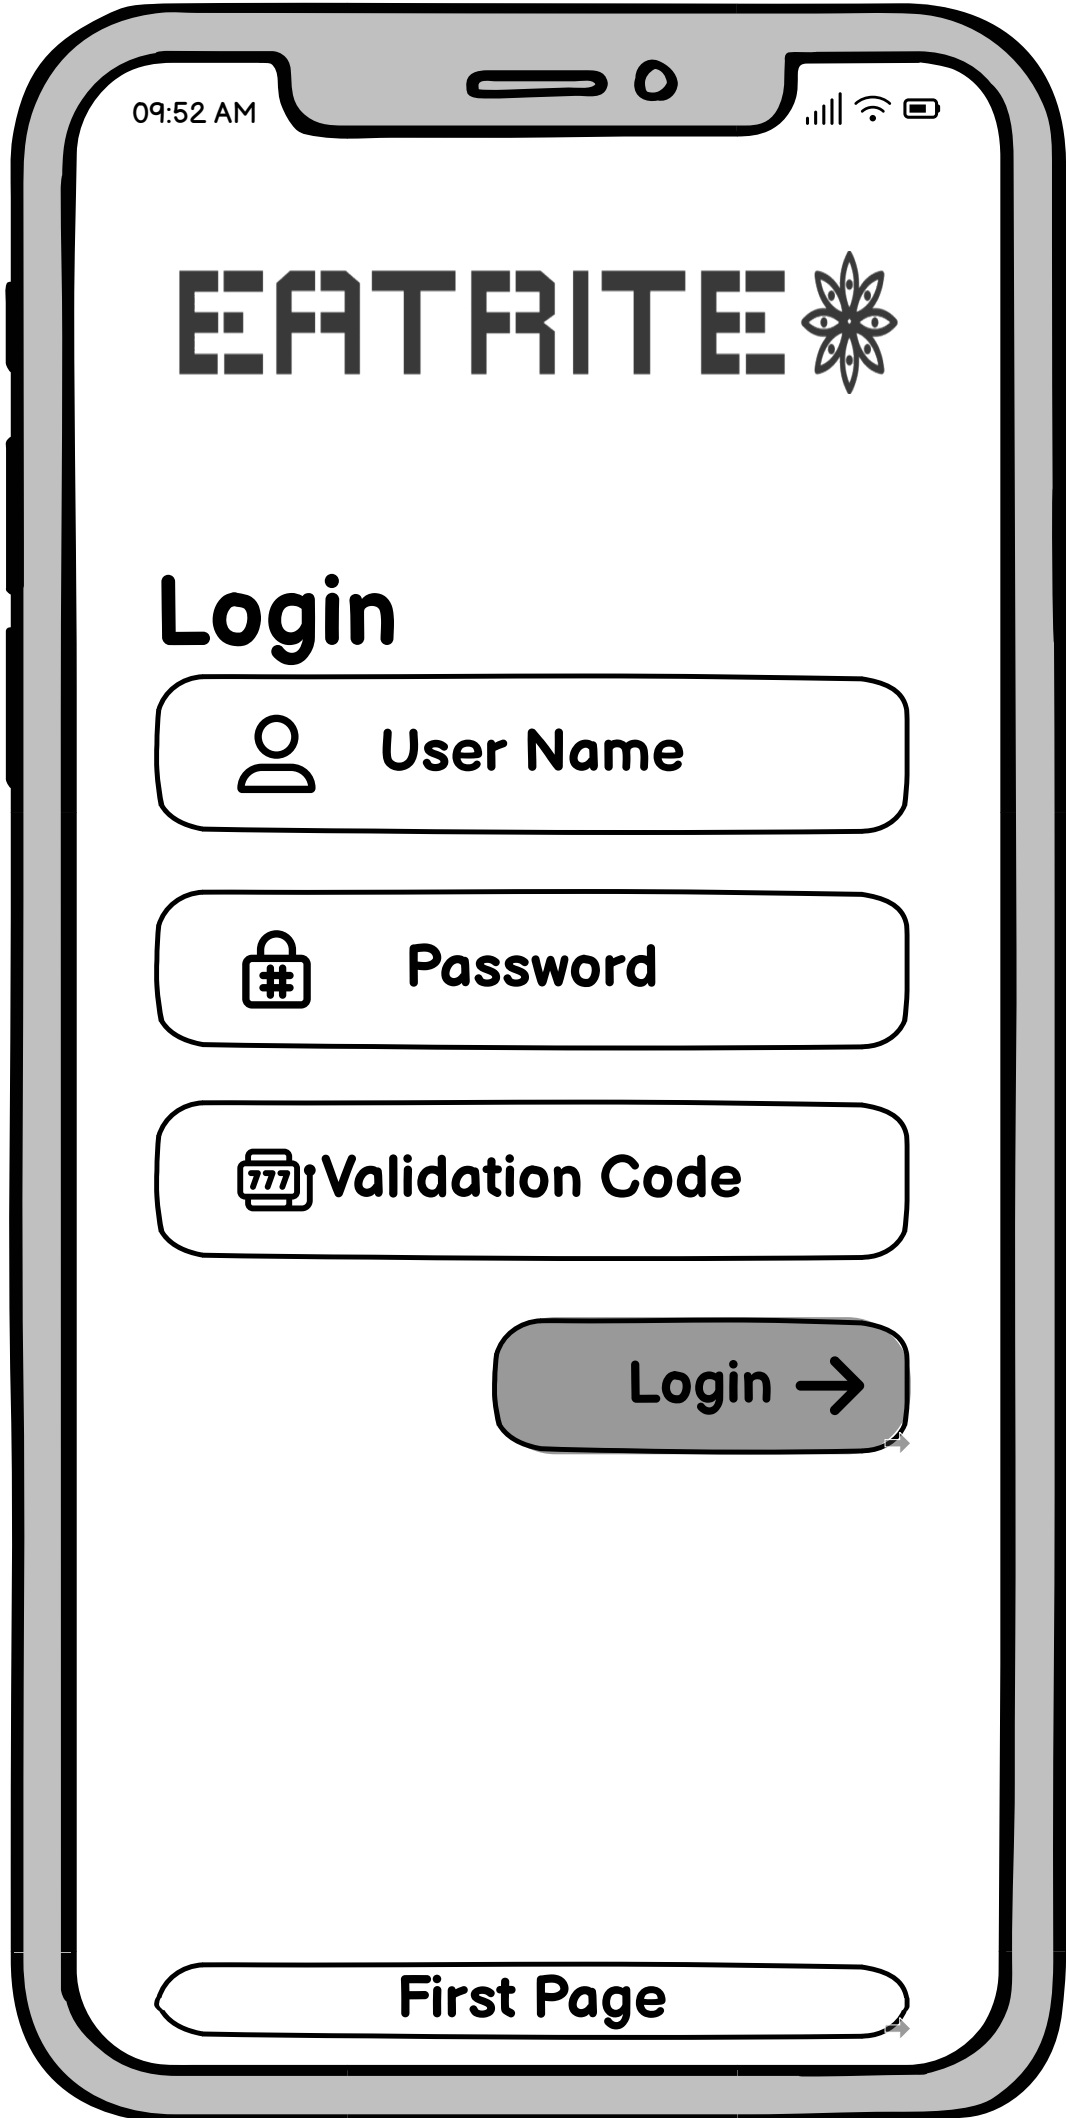 09:52 AM
EATRITE
Login
User Name
#
Password
777
Validation Code
Login
First Page